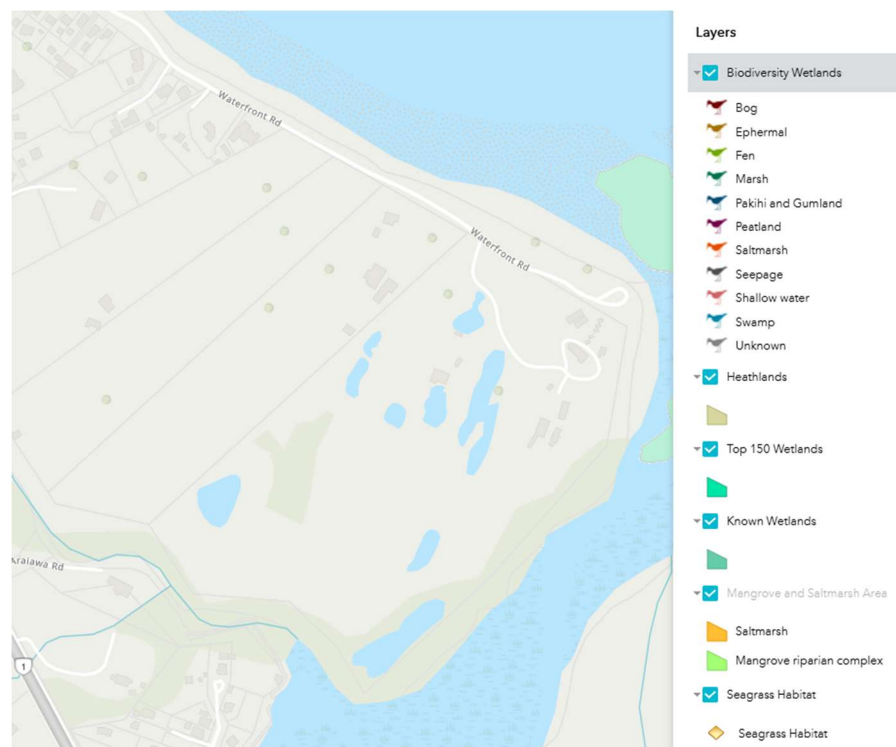 Waterfront Rd
Waterfront Rd
Araiawa Rd
1
Layers
Biodiversity Wetlands
Bog
Ephermal
Fen
Marsh
Pakihi and Gumland
Peatland
Saltmarsh
Seepage
Shallow water
Swamp
Unknown
Heathlands
Top 150 Wetlands
Known Wetlands
Mangrove and Saltmarsh Area
Saltmarsh
Mangrove riparian complex
Seagrass Habitat
Seagrass Habitat